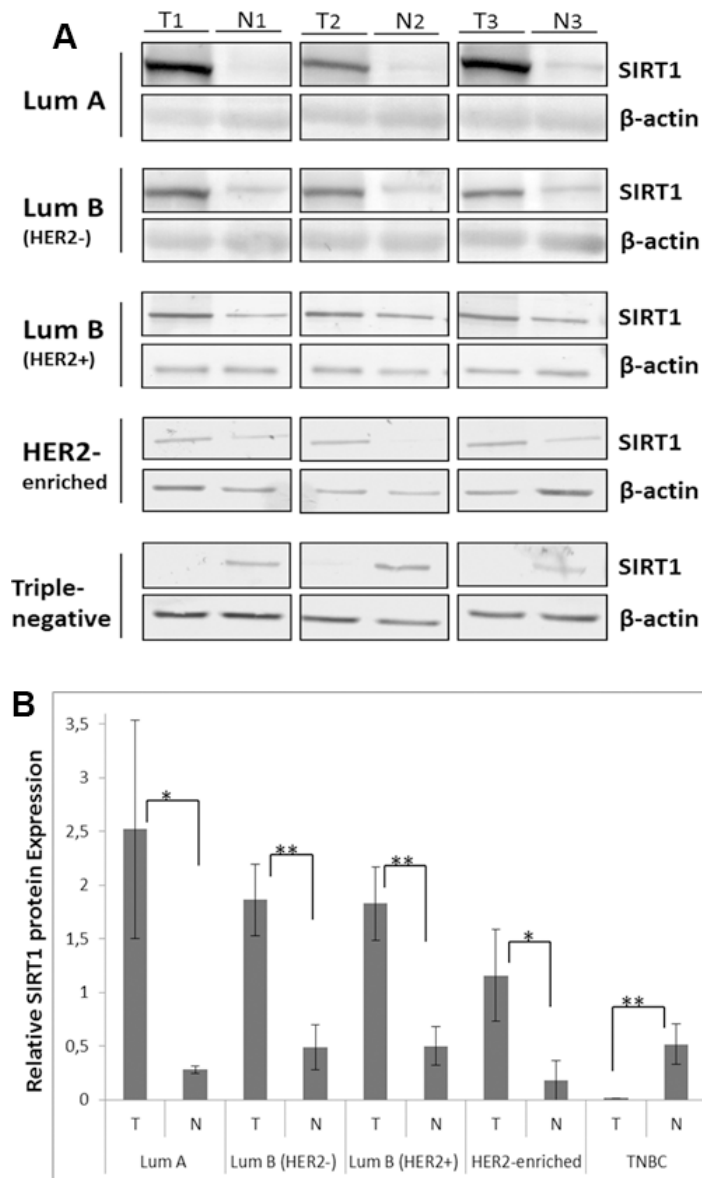 A
T1 N1 T2 N2 T3 N3
Lum A
SIRT1
β-actin
Lum B
(HER2-)
SIRT1
β-actin
Lum B
(HER2+)
SIRT1
β-actin
HER2-
enriched
SIRT1
β-actin
Triple-
negative
SIRT1
β-actin
B
Relative SIRT1 protein Expression
3,5
3
2,5
2
1,5
1
0,5
0
* ** ** * **
T N T N T N T N T N
Lum A Lum B (HER2-) Lum B (HER2+) HER2-enriched TNBC